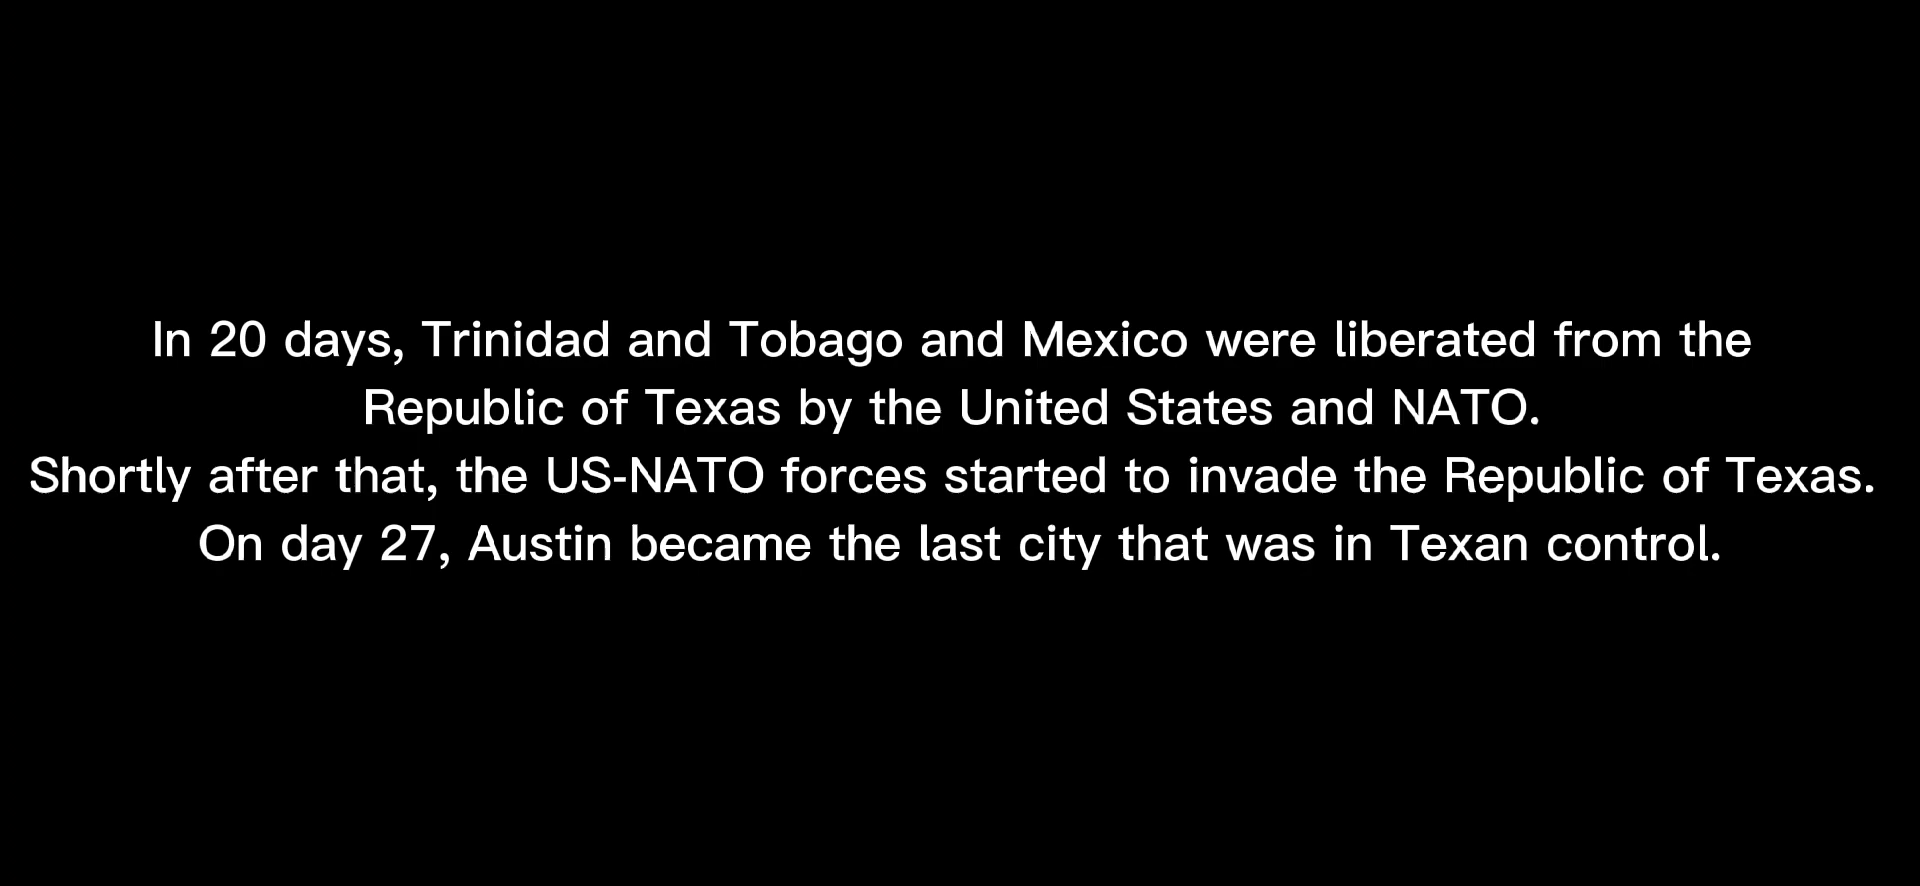 In 20 days, Trinidad and Tobago and Mexico were liberated from the
Republic of Texas by the United States and NATO.
Shortly after that, the US-NATO forces started to invade the Republic of Texas.
On day 27, Austin became the last city that was in Texan control.